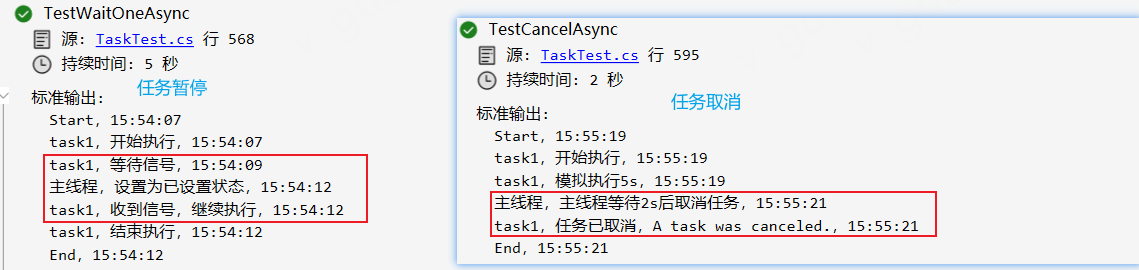 TestWaitOneAsync
源: TaskTest.cs 行 568
持续时间: 5 秒
任务暂停
标准输出:
Start, 15:54:07
task1, 开始执行, 15:54:07
task1, 等待信号, 15:54:09
主线程, 设置为已设置状态, 15:54:12
task1, 收到信号, 继续执行, 15:54:12
task1, 结束执行, 15:54:12
End, 15:54:12
TestCancelAsync
源: TaskTest.cs 行 595
持续时间: 2 秒
任务取消
标准输出:
Start, 15:55:19
task1, 开始执行, 15:55:19
task1, 模拟执行5s, 15:55:19
主线程, 主线程等待2s后取消任务, 15:55:21
task1, 任务已取消, A task was canceled., 15:55:21
End, 15:55:21